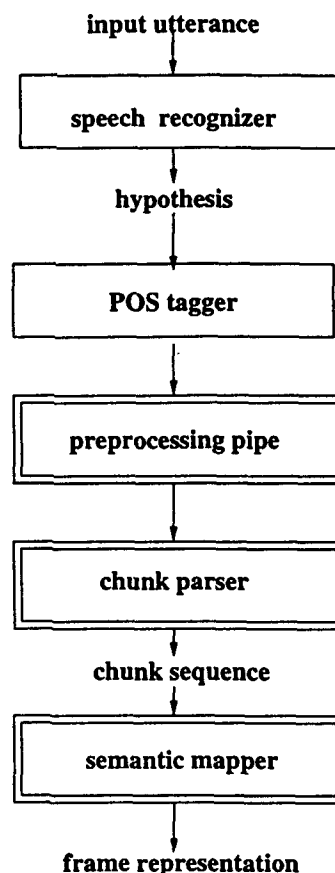 input utterance
speech recognizer
hypothesis
POS tagger
preprocessing pipe
chunk parser
chunk sequence
semantic mapper
frame representation